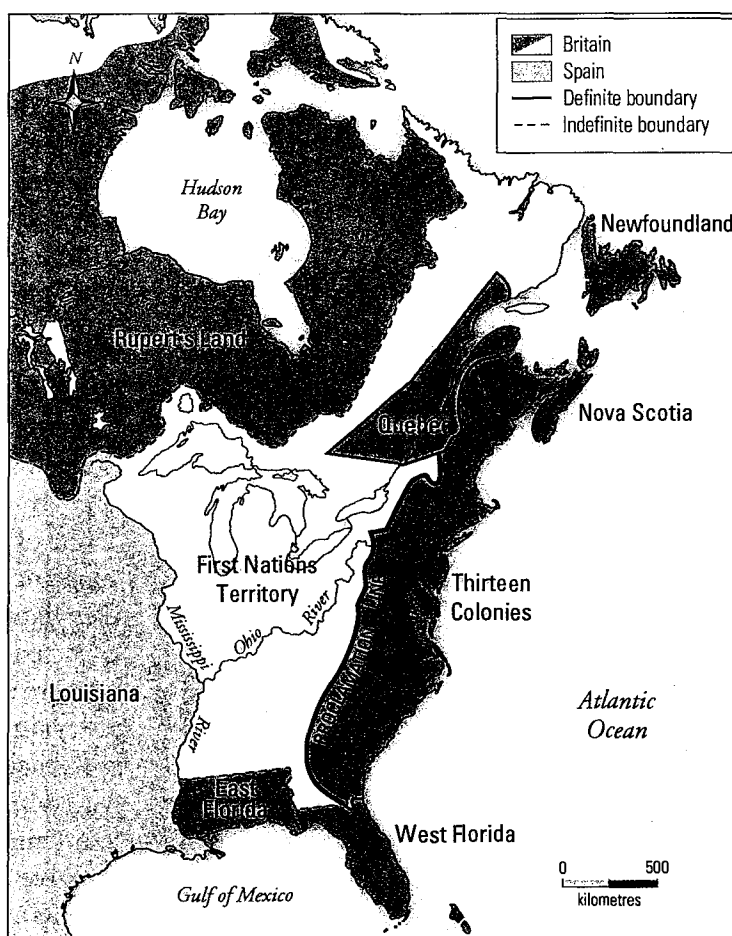 N
Britain
Spain
Definite boundary
Indefinite boundary
Hudson
Bay
Newfoundland
Rupert's Land
Quebec
Nova Scotia
First Nations
Territory
Thirteen
Colonies
PROCLAMATION LINE
Mississippi
River
Ohio
River
Louisiana
Atlantic
Ocean
East
Florida
West Florida
Gulf of Mexico
0 500
kilometres